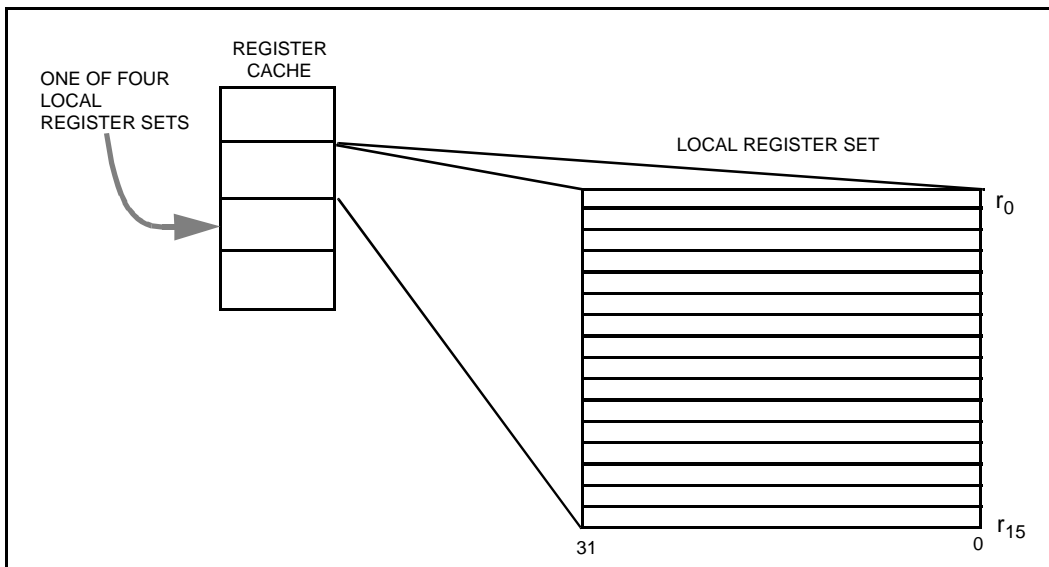 REGISTER
CACHE
ONE OF FOUR
LOCAL
REGISTER SETS
LOCAL REGISTER SET
r0
r15
31
0